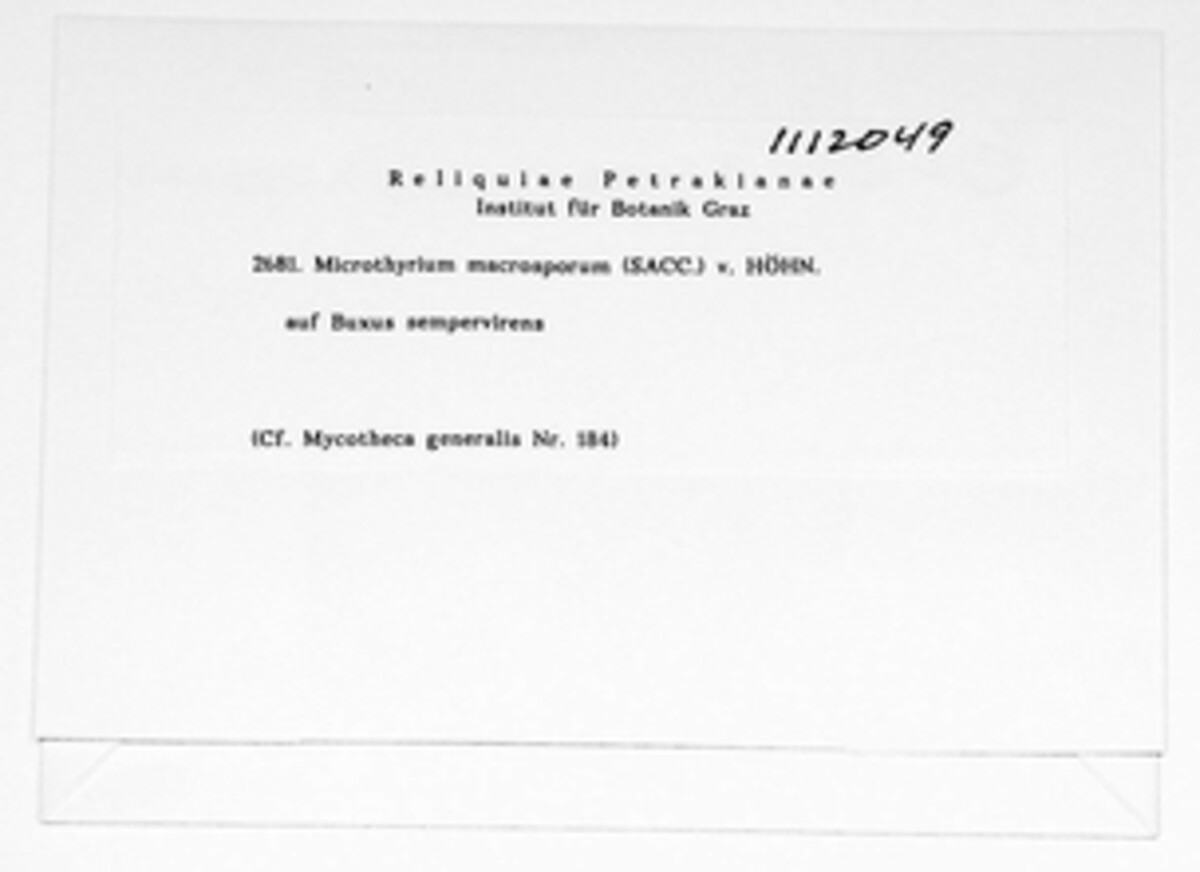 1112049
Reliquiae Petrakianae
Institut für Botanik Graz
2681. Microthyrium macrosporum (SACC.) v. HÖHN.
auf Buxus sempervirens
(Cf. Mycotheca generalis Nr. 184)